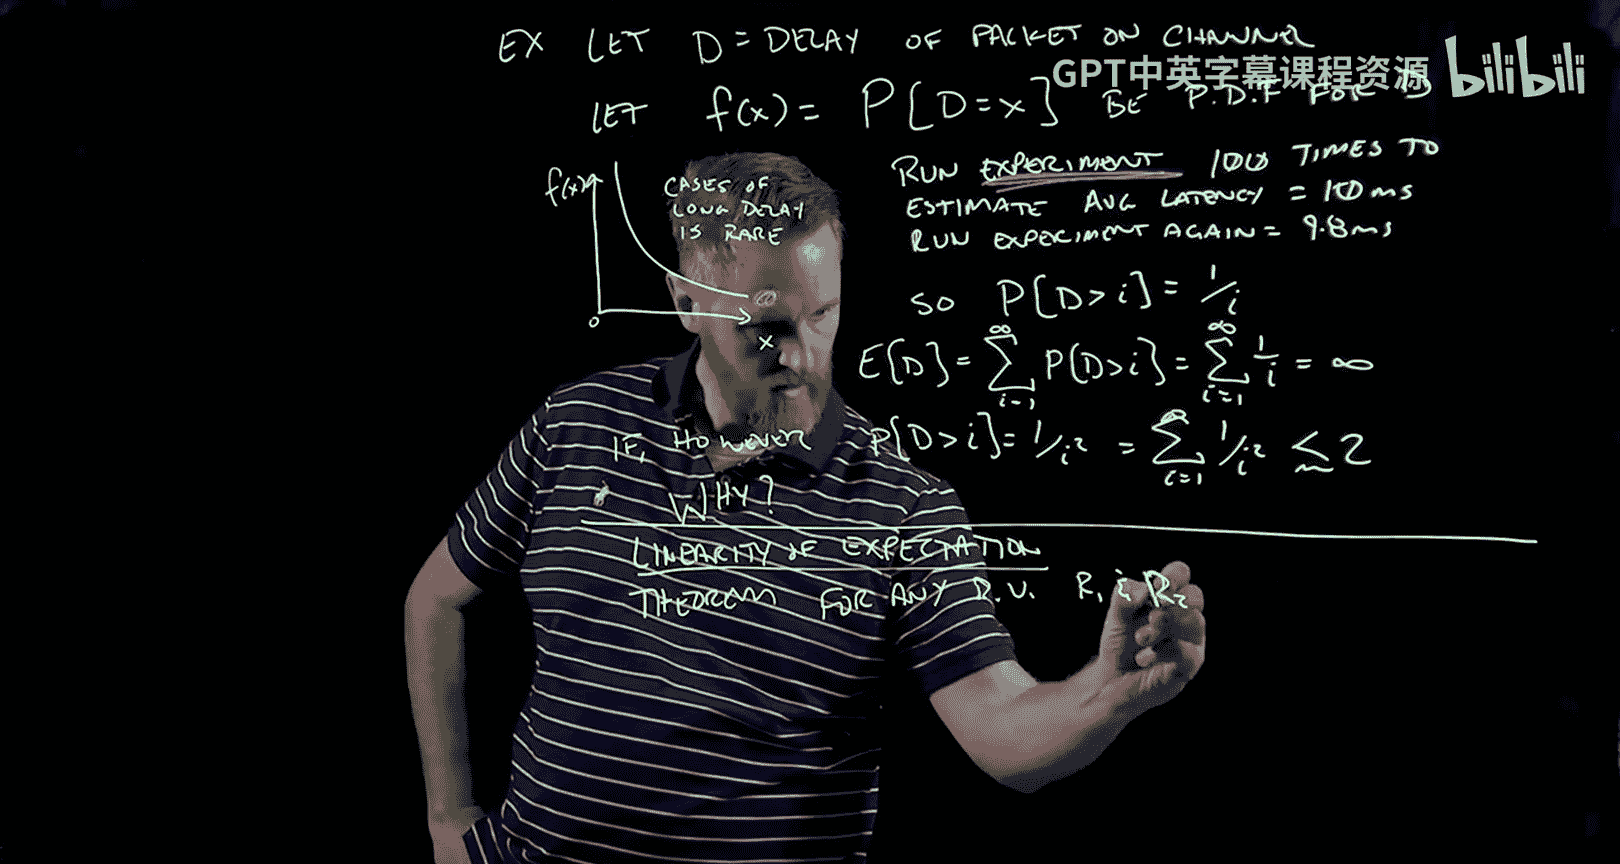 EX LET D = DELAY OF PACKET ON CHANNEL
GPT中英字幕课程资源 bilibili
LET f(x) = P[D=x] BE P.D.F FOR D
f(x)
CASES OF
LONG DELAY
IS RARE
0
x
RUN EXPERIMENT 100 TIMES TO
ESTIMATE AVG LATENCY = 10 ms
RUN EXPERIMENT AGAIN = 9.8ms
SO P[D>i] = 1/i
E[D] = ∞∑i=1 P[D>i] = ∞∑i=1 1/i = ∞
IF, HOWEVER P[D>i] = 1/i² = ∞∑i=1 1/i² ≤ 2
WHY?
LINEARITY OF EXPECTATION
THEOREM FOR ANY R.V. R₁ & R₂